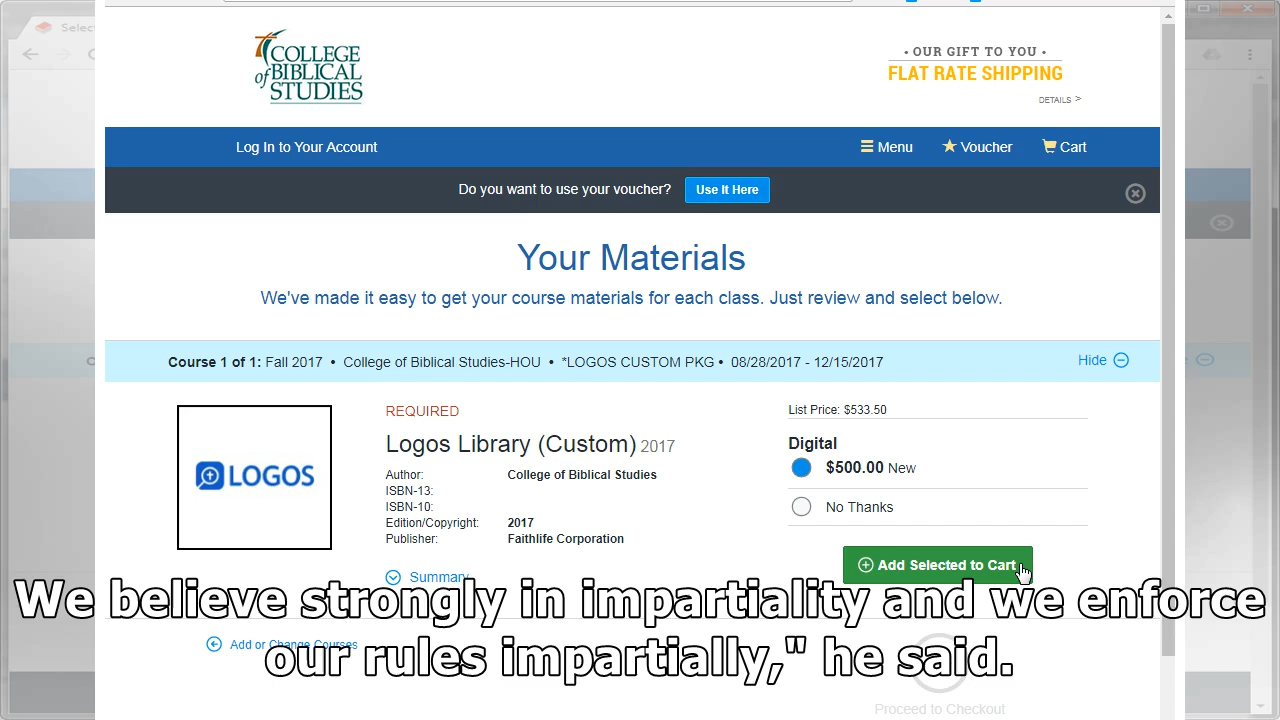 Selec
COLLEGE
of BIBLICAL
STUDIES
• OUR GIFT TO YOU •
FLAT RATE SHIPPING
DETAILS >
Log In to Your Account
Menu
Voucher
Cart
Do you want to use your voucher?
Use It Here
Your Materials
We've made it easy to get your course materials for each class. Just review and select below.
Course 1 of 1: Fall 2017 • College of Biblical Studies-HOU • *LOGOS CUSTOM PKG • 08/28/2017 - 12/15/2017
Hide
LOGOS
REQUIRED
Logos Library (Custom) 2017
Author: College of Biblical Studies
ISBN-13:
ISBN-10:
Edition/Copyright: 2017
Publisher: Faithlife Corporation
Summary
List Price: $533.50
Digital
$500.00 New
No Thanks
Add Selected to Cart
We believe strongly in impartiality and we enforce
our rules impartially," he said.
Add or Change Courses
Proceed to Checkout